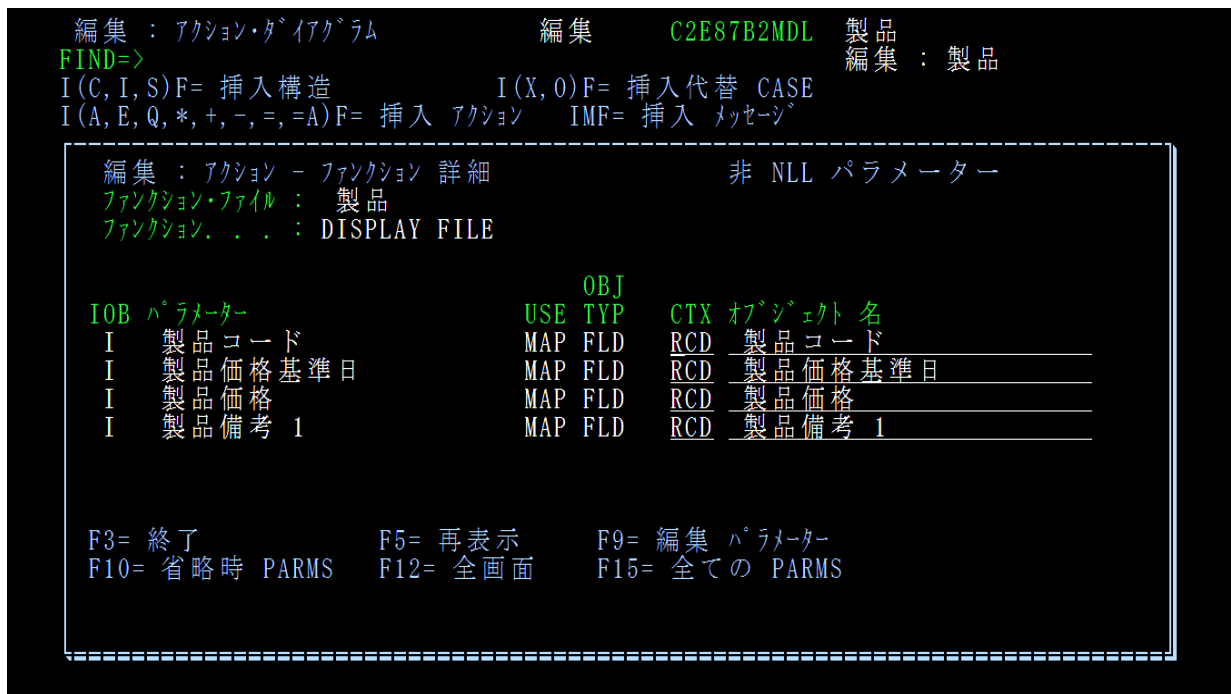 編集 : ｱｸｼｮﾝ･ﾀﾞｲｱｸﾞﾗﾑ 編集 C2E87B2MDL 製品
FIND=> 編集 : 製品
I(C,I,S)F= 挿入構造 I(X,O)F= 挿入代替 CASE
I(A,E,Q,*,+,-,=,=A)F= 挿入 ｱｸｼｮﾝ IMF= 挿入 ﾒｯｾｰｼﾞ
編集 : ｱｸｼｮﾝ - ﾌｧﾝｸｼｮﾝ 詳細 非 NLL パラメーター
ﾌｧﾝｸｼｮﾝ･ﾌｧｲﾙ : 製品
ﾌｧﾝｸｼｮﾝ. . . : DISPLAY FILE
OBJ
IOB ﾊﾟﾗﾒｰﾀｰ USE TYP CTX ｵﾌﾞｼﾞｪｸﾄ 名
I 製品コード MAP FLD RCD 製品コード
I 製品価格基準日 MAP FLD RCD 製品価格基準日
I 製品価格 MAP FLD RCD 製品価格
I 製品備考 1 MAP FLD RCD 製品備考 1
F3= 終了 F5= 再表示 F9= 編集 ﾊﾟﾗﾒｰﾀｰ
F10= 省略時 PARMS F12= 全画面 F15= 全ての PARMS